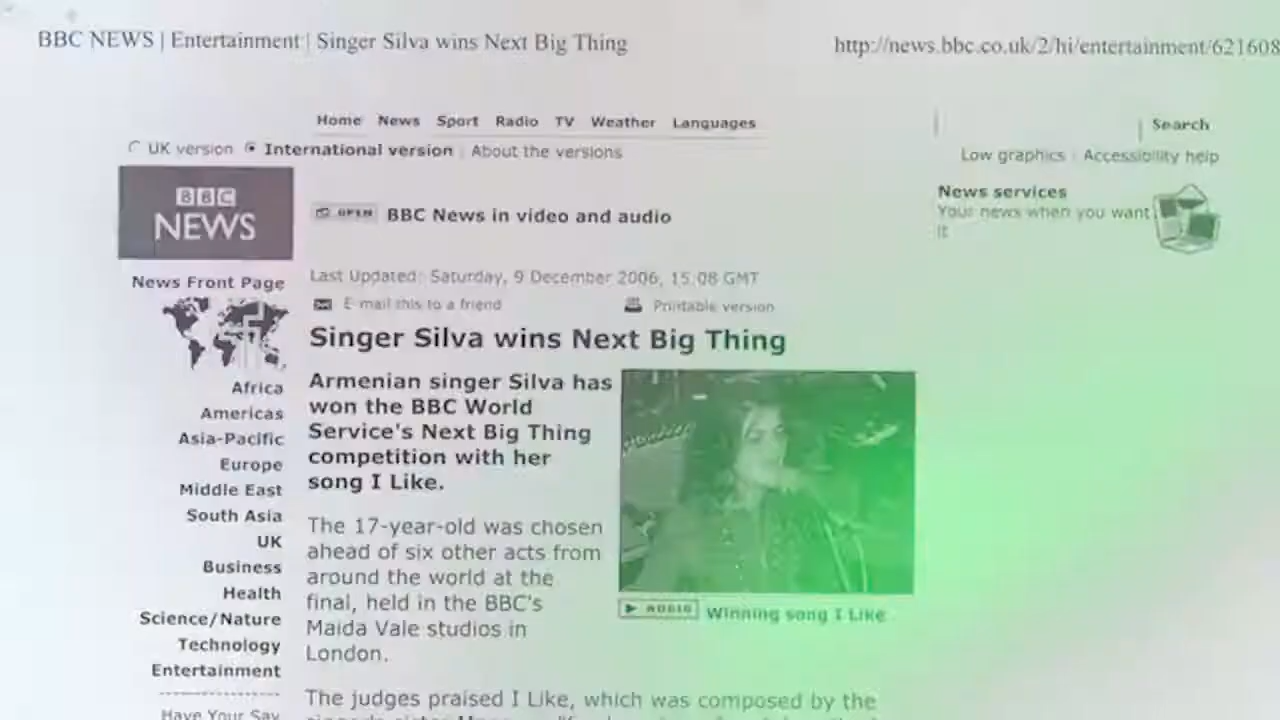 BBC NEWS | Entertainment | Singer Silva wins Next Big Thing
http://news.bbc.co.uk/2/hi/entertainment/621608
Home News Sport Radio TV Weather Languages
Search
UK version International version | About the versions
Low graphics | Accessibility help
BBC
NEWS
OPEN BBC News in video and audio
News services
Your news when you want
it
News Front Page
Africa
Americas
Asia-Pacific
Europe
Middle East
South Asia
UK
Business
Health
Science/Nature
Technology
Entertainment
Have Your Say
Last Updated: Saturday, 9 December 2006, 15:08 GMT
E-mail this to a friend
Printable version
Singer Silva wins Next Big Thing
Armenian singer Silva has
won the BBC World
Service's Next Big Thing
competition with her
song I Like.
The 17-year-old was chosen
ahead of six other acts from
around the world at the
final, held in the BBC's
Maida Vale studios in
London.
AUDIO Winning song I Like
The judges praised I Like, which was composed by the